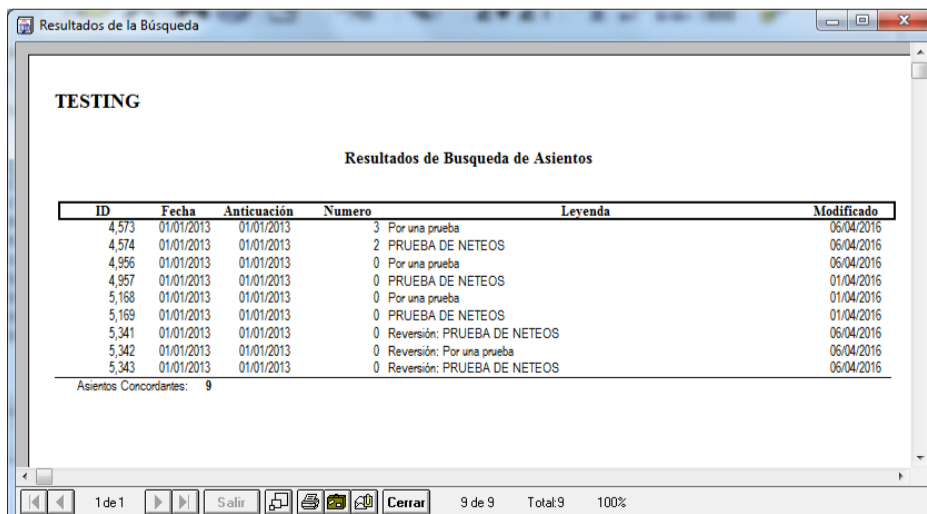 Resultados de la Búsqueda
TESTING
Resultados de Busqueda de Asientos
ID Fecha Anticuación Numero Leyenda Modificado
4,573 01/01/2013 01/01/2013 3 Por una prueba 06/04/2016
4,574 01/01/2013 01/01/2013 2 PRUEBA DE NETEOS 06/04/2016
4,956 01/01/2013 01/01/2013 0 Por una prueba 06/04/2016
4,957 01/01/2013 01/01/2013 0 PRUEBA DE NETEOS 01/04/2016
5,168 01/01/2013 01/01/2013 0 Por una prueba 01/04/2016
5,169 01/01/2013 01/01/2013 0 PRUEBA DE NETEOS 01/04/2016
5,341 01/01/2013 01/01/2013 0 Reversión: PRUEBA DE NETEOS 06/04/2016
5,342 01/01/2013 01/01/2013 0 Reversión: Por una prueba 06/04/2016
5,343 01/01/2013 01/01/2013 0 Reversión: PRUEBA DE NETEOS 06/04/2016
Asientos Concordantes: 9
1 de 1 Salir Cerrar 9 de 9 Total:9 100%